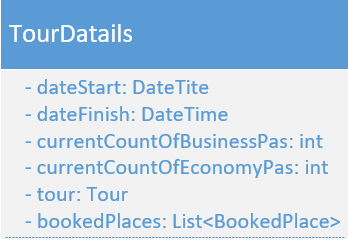 TourDatails
- dateStart: DateTite
- dateFinish: DateTime
- currentCountOfBusinessPas: int
- currentCountOfEconomyPas: int
- tour: Tour
- bookedPlaces: List<BookedPlace>